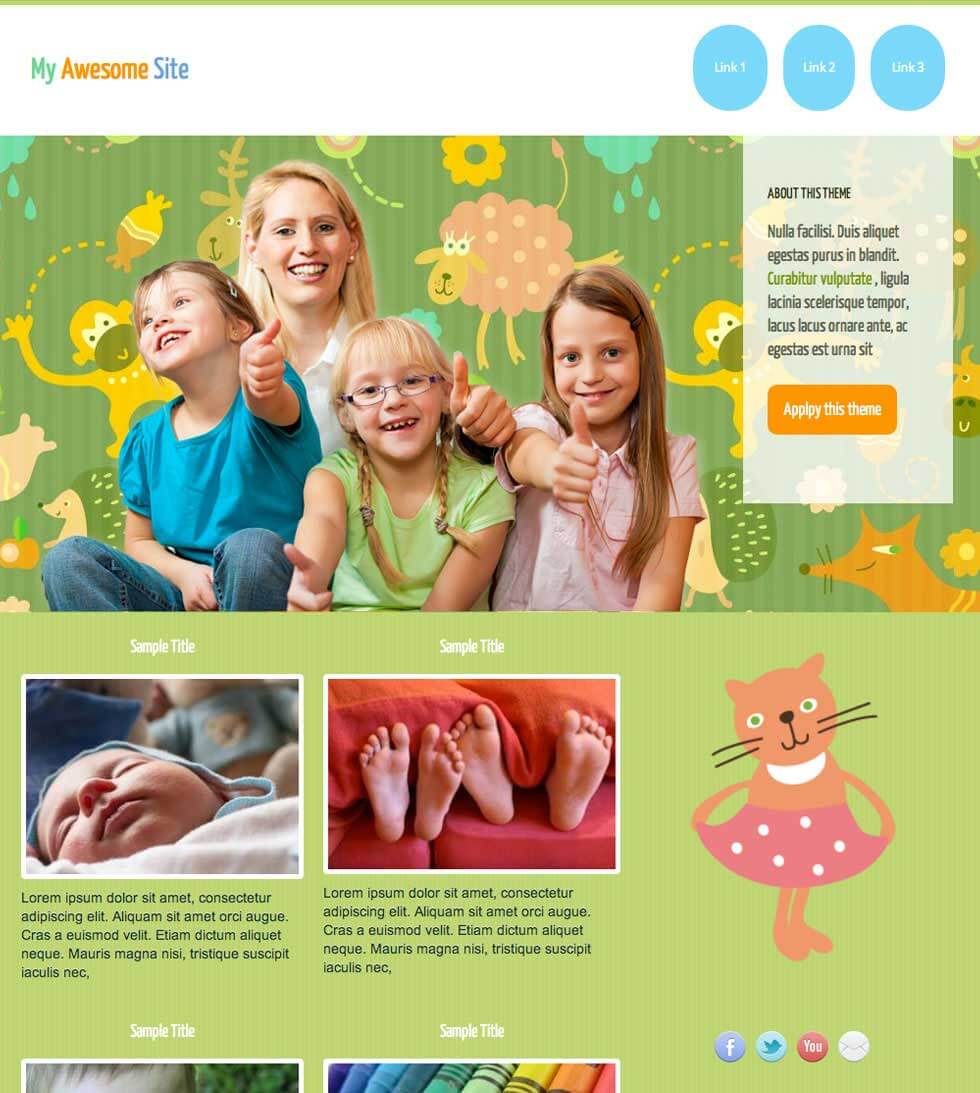 My Awesome Site
Link 1
Link 2
Link 3
ABOUT THIS THEME
Nulla facilisi. Duis aliquet
egestas purus in blandit.
Curabitur vulputate , ligula
lacinia scelerisque tempor,
lacus lacus ornare ante, ac
egestas est urna sit
Applpy this theme
Sample Title
Lorem ipsum dolor sit amet, consectetur
adipiscing elit. Aliquam sit amet orci augue.
Cras a euismod velit. Etiam dictum aliquet
neque. Mauris magna nisi, tristique suscipit
iaculis nec,
Sample Title
Lorem ipsum dolor sit amet, consectetur
adipiscing elit. Aliquam sit amet orci augue.
Cras a euismod velit. Etiam dictum aliquet
neque. Mauris magna nisi, tristique suscipit
iaculis nec,
Sample Title
Sample Title
f
You